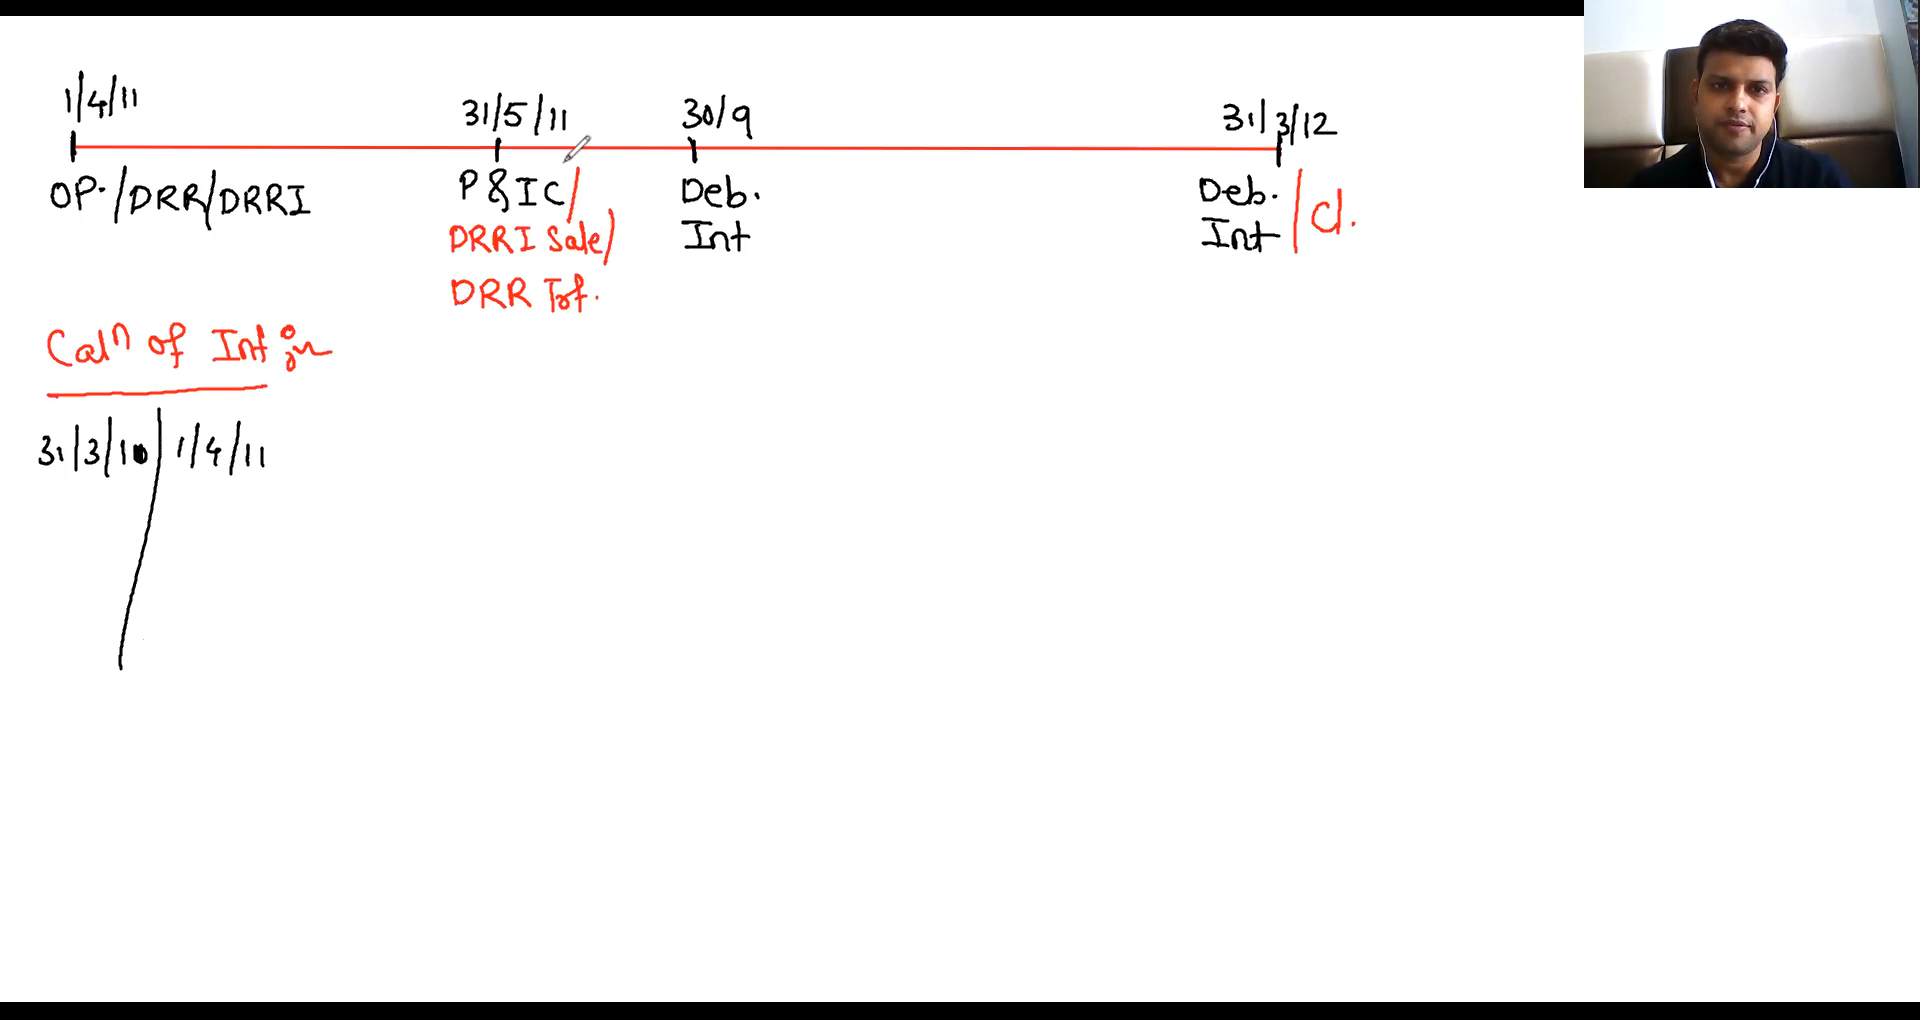 1/4/11
31/5/11
30/9
31/3/12
OP./DRR/DRRI
P & IC/
DRRI Sale/
DRR Trf.
Deb.
Int
Deb.
Int
/Cl.
Calⁿ of Int :-
31/3/10 1/4/11